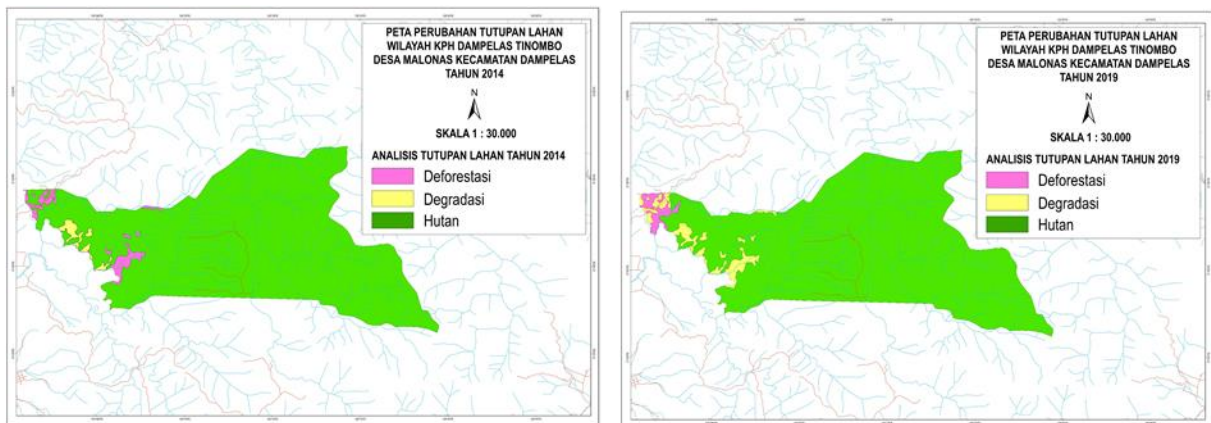 PETA PERUBAHAN TUTUPAN LAHAN
WILAYAH KPH DAMPELAS TINOMBO
DESA MALONAS KECAMATAN DAMPELAS
TAHUN 2014
N
SKALA 1 : 30.000
ANALISIS TUTUPAN LAHAN TAHUN 2014
Deforestasi
Degradasi
Hutan
PETA PERUBAHAN TUTUPAN LAHAN
WILAYAH KPH DAMPELAS TINOMBO
DESA MALONAS KECAMATAN DAMPELAS
TAHUN 2019
N
SKALA 1 : 30.000
ANALISIS TUTUPAN LAHAN TAHUN 2019
Deforestasi
Degradasi
Hutan